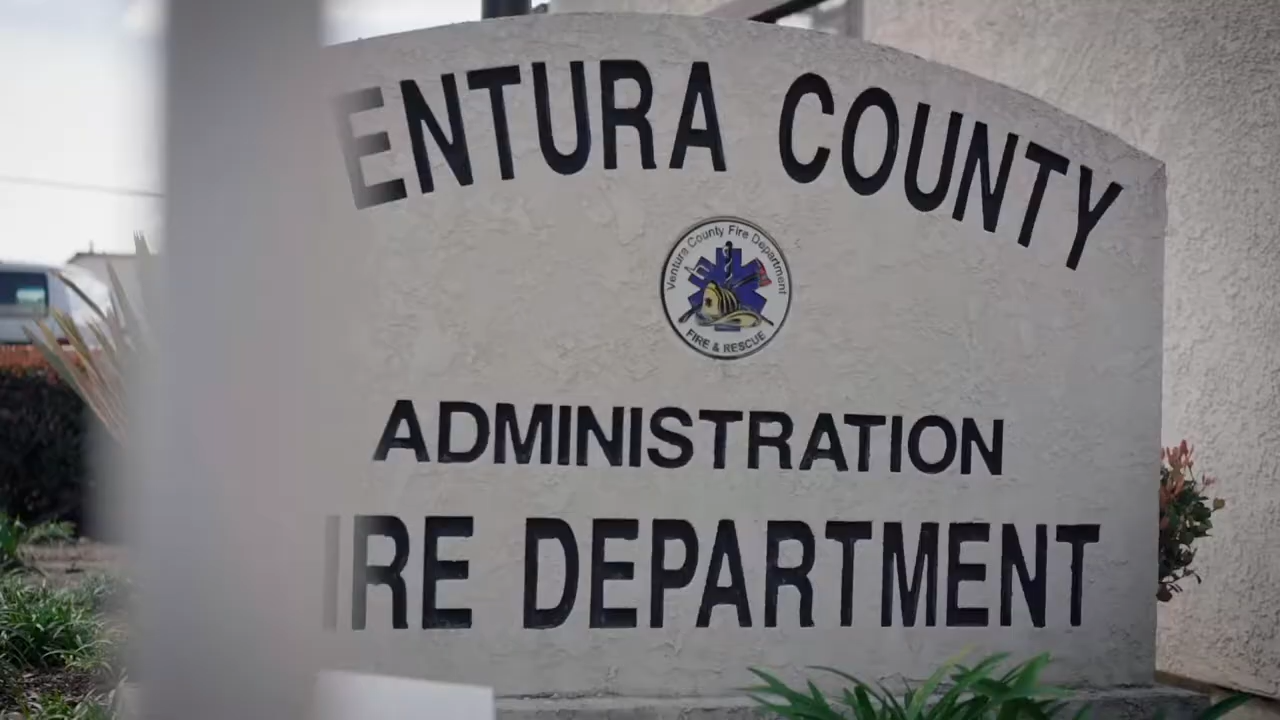 ENTURA COUNTY
Ventura County Fire Department
FIRE & RESCUE
ADMINISTRATION
IRE DEPARTMENT